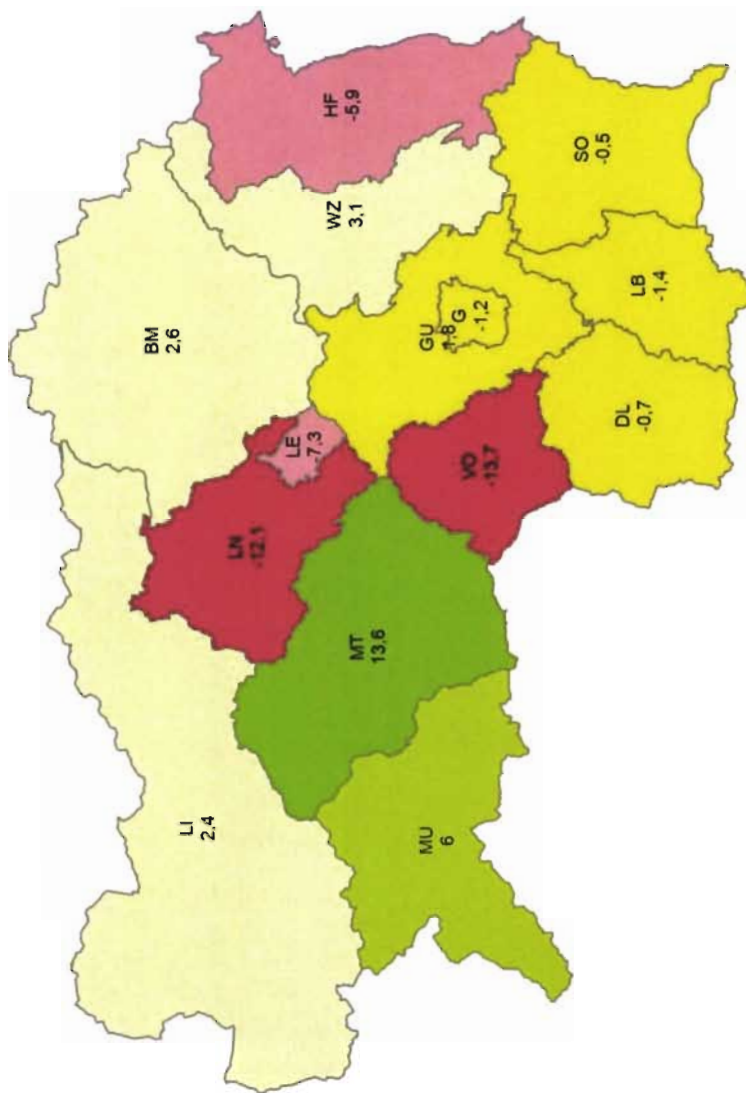 BM
2,6
LI
2,4
LN
-12,1
LE
-7,3
WZ
3,1
HF
-5,9
MT
13,6
MU
6
GU
-1,8
G
-1,2
VO
-13,7
SO
-0,5
DL
-0,7
LB
-1,4